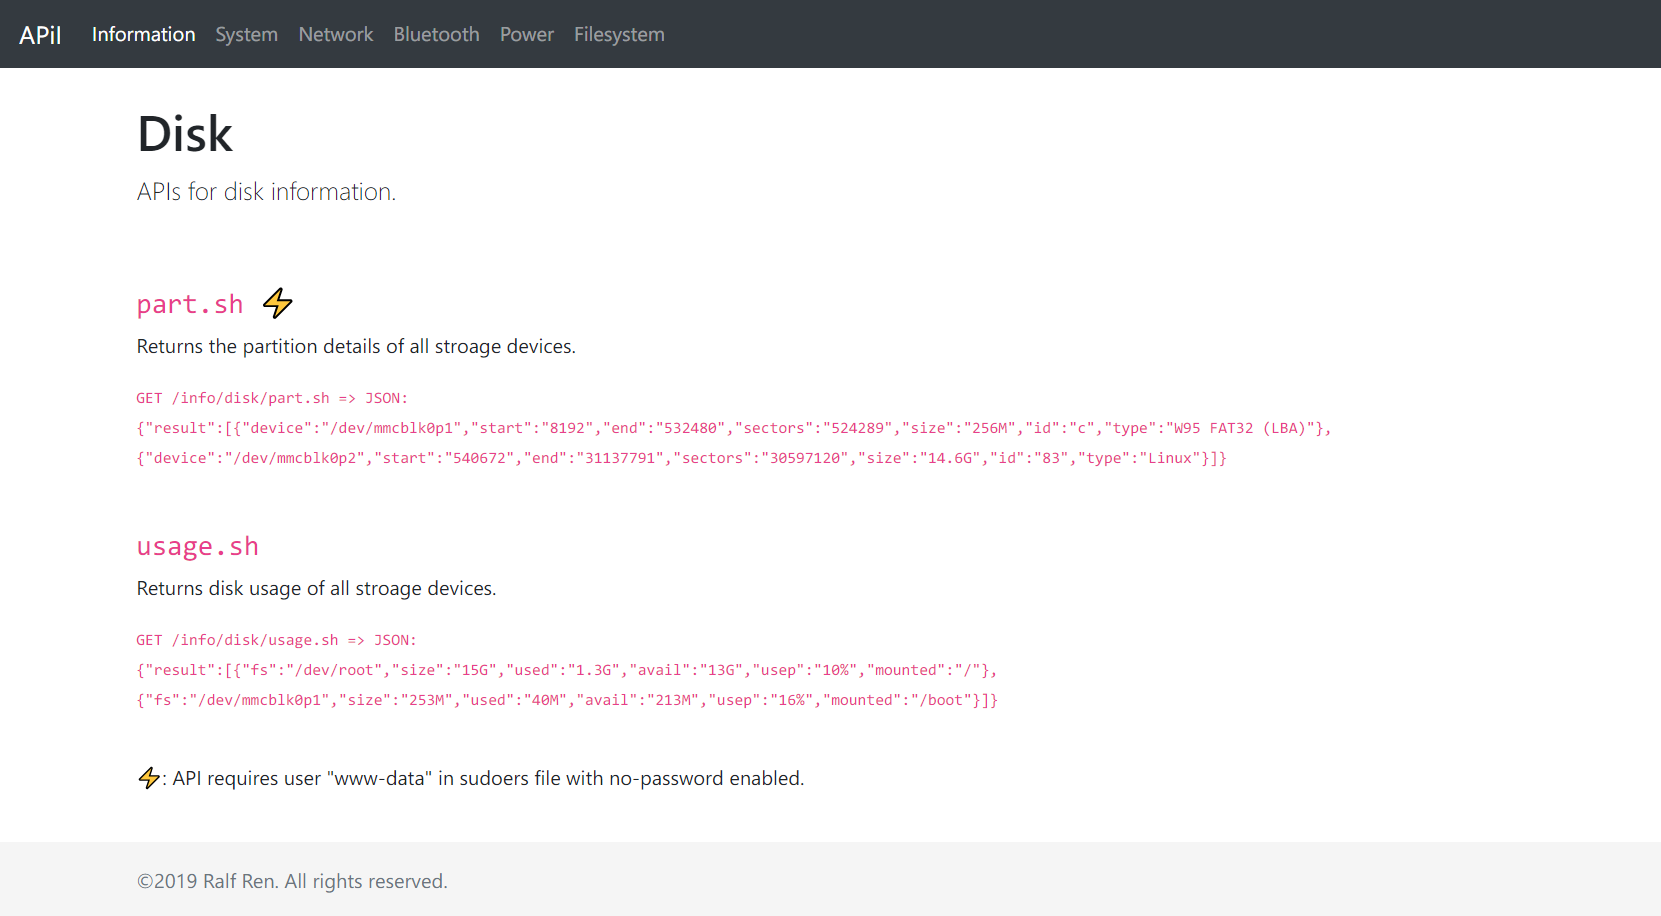 APiI Information System Network Bluetooth Power Filesystem
Disk
APIs for disk information.
part.sh ⚡
Returns the partition details of all stroage devices.
GET /info/disk/part.sh => JSON:
{"result":[{"device":"/dev/mmcblk0p1","start":"8192","end":"532480","sectors":"524289","size":"256M","id":"c","type":"W95 FAT32 (LBA)"},
{"device":"/dev/mmcblk0p2","start":"540672","end":"31137791","sectors":"30597120","size":"14.6G","id":"83","type":"Linux"}]}
usage.sh
Returns disk usage of all stroage devices.
GET /info/disk/usage.sh => JSON:
{"result":[{"fs":"/dev/root","size":"15G","used":"1.3G","avail":"13G","usep":"10%","mounted":"/"},
{"fs":"/dev/mmcblk0p1","size":"253M","used":"40M","avail":"213M","usep":"16%","mounted":"/boot"}]}
⚡: API requires user "www-data" in sudoers file with no-password enabled.
©2019 Ralf Ren. All rights reserved.